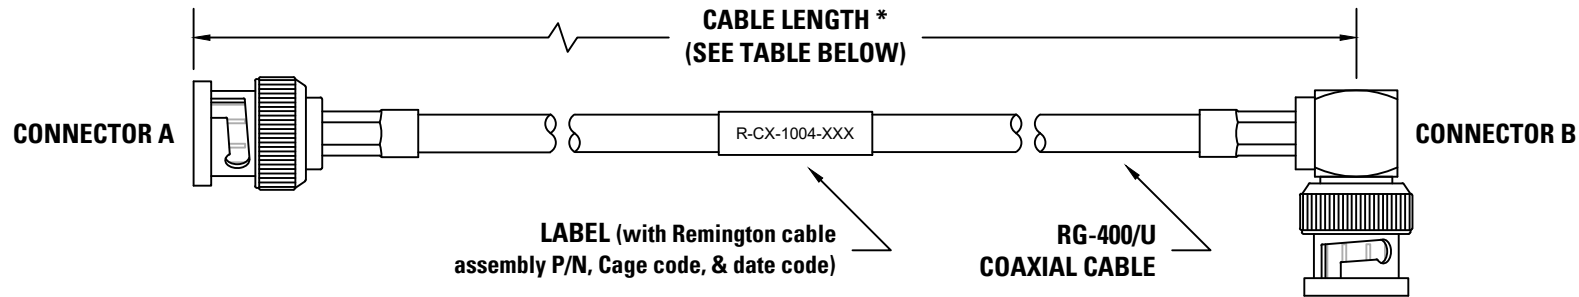 CABLE LENGTH *
(SEE TABLE BELOW)
CONNECTOR A
R-CX-1004-XXX
CONNECTOR B
LABEL (with Remington cable
assembly P/N, Cage code, & date code)
RG-400/U
COAXIAL CABLE